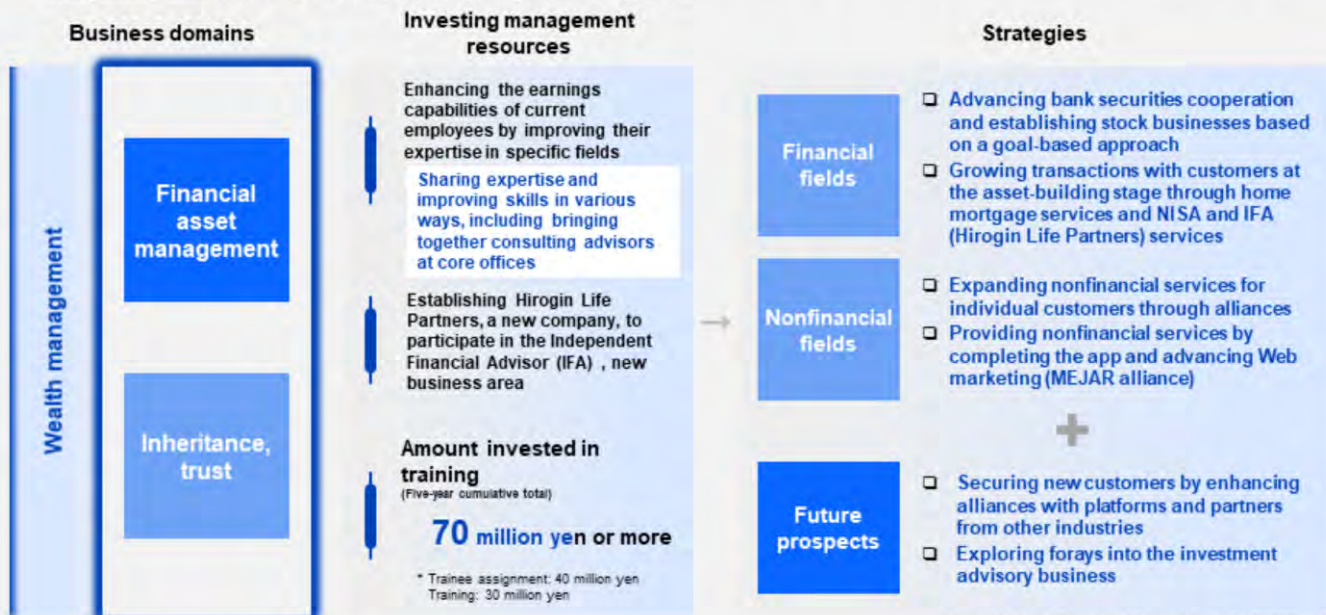 Business domains
Wealth management
Financial
asset
management
Inheritance,
trust
Investing management
resources
Enhancing the earnings
capabilities of current
employees by improving their
expertise in specific fields
Sharing expertise and
improving skills in various
ways, including bringing
together consulting advisors
at core offices
Establishing Hirogin Life
Partners, a new company, to
participate in the Independent
Financial Advisor (IFA) , new
business area
Amount invested in
training
(Five-year cumulative total)
70 million yen or more
* Trainee assignment: 40 million yen
Training: 30 million yen
→
Strategies
Financial
fields
❑ Advancing bank securities cooperation
and establishing stock businesses based
on a goal-based approach
❑ Growing transactions with customers at
the asset-building stage through home
mortgage services and NISA and IFA
(Hirogin Life Partners) services
Nonfinancial
fields
❑ Expanding nonfinancial services for
individual customers through alliances
❑ Providing nonfinancial services by
completing the app and advancing Web
marketing (MEJAR alliance)
+
Future
prospects
❑ Securing new customers by enhancing
alliances with platforms and partners
from other industries
❑ Exploring forays into the investment
advisory business